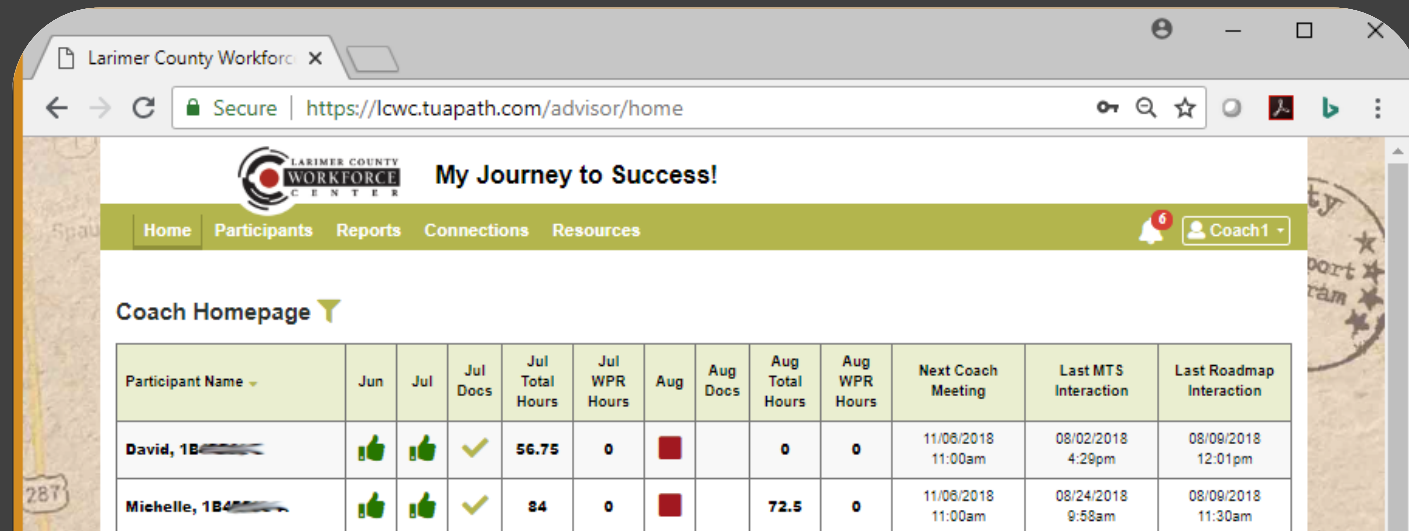 Larimer County Workforc
Secure | https://lcwc.tuapath.com/advisor/home
LARIMER COUNTY
WORKFORCE
CENTER
My Journey to Success!
Home Participants Reports Connections Resources 6 Coach1
Coach Homepage
Participant Name Jun Jul Jul Docs Jul Total Hours Jul WPR Hours Aug Aug Docs Aug Total Hours Aug WPR Hours Next Coach Meeting Last MTS Interaction Last Roadmap Interaction
David, 1B 56.75 0 0 0 11/06/2018 11:00am 08/02/2018 4:29pm 08/09/2018 12:01pm
Michelle, 1B4 84 0 72.5 0 11/06/2018 11:00am 08/24/2018 9:58am 08/09/2018 11:30am
287
ty
port
ram